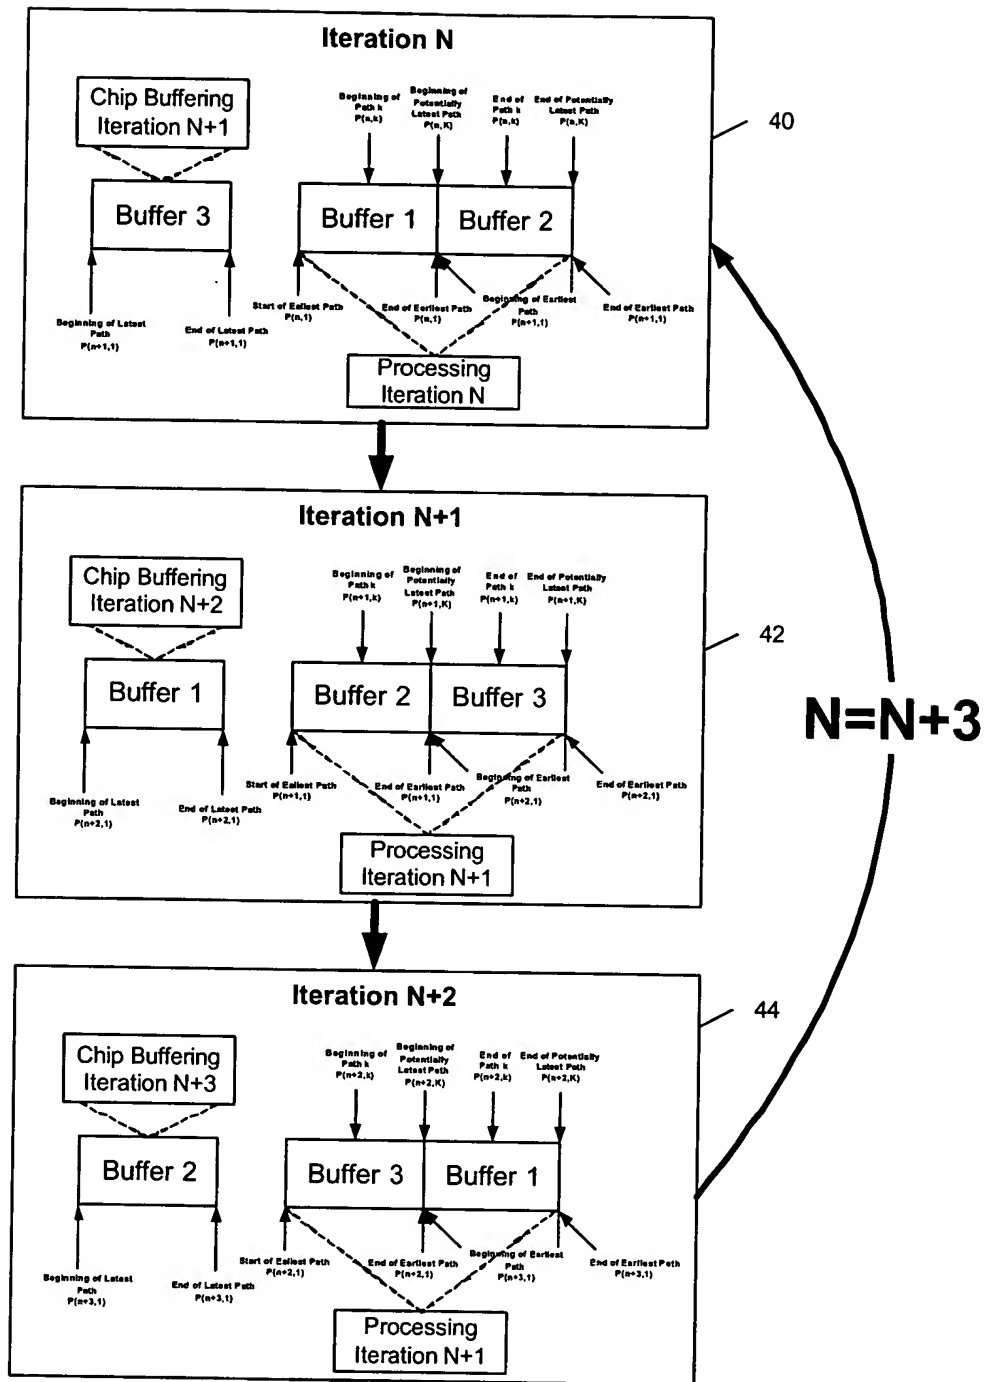 Iteration N
Chip Buffering
Iteration N+1
Beginning of
Path k
P(n,k)
Beginning of
Potentially
Latest Path
P(n,K)
End of
Path k
P(n,k)
End of Potentially
Latest Path
P(n,K)
40
Buffer 3
Buffer 1
Buffer 2
Beginning of Latest
Path
P(n+1,1)
End of Latest Path
P(n+1,1)
Start of Eailest Path
P(n,1)
End of Earliest Path
P(n,1)
Beginning of Earliest
Path
P(n+1,1)
End of Earliest Path
P(n+1,1)
Processing
Iteration N
Iteration N+1
Chip Buffering
Iteration N+2
Beginning of
Path k
P(n+1,k)
Beginning of
Potentially
Latest Path
P(n+1,K)
End of
Path k
P(n+1,k)
End of Potentially
Latest Path
P(n+1,K)
42
Buffer 1
Buffer 2
Buffer 3
Beginning of Latest
Path
P(n+2,1)
End of Latest Path
P(n+2,1)
Start of Eailest Path
P(n+1,1)
End of Earliest Path
P(n+1,1)
Beginning of Earliest
Path
P(n+2,1)
End of Earliest Path
P(n+2,1)
Processing
Iteration N+1
N=N+3
Iteration N+2
Chip Buffering
Iteration N+3
Beginning of
Path k
P(n+2,k)
Beginning of
Potentially
Latest Path
P(n+2,K)
End of
Path k
P(n+2,k)
End of Potentially
Latest Path
P(n+2,K)
44
Buffer 2
Buffer 3
Buffer 1
Beginning of Latest
Path
P(n+3,1)
End of Latest Path
P(n+3,1)
Start of Eailest Path
P(n+2,1)
End of Earliest Path
P(n+2,1)
Beginning of Earliest
Path
P(n+3,1)
End of Earliest Path
P(n+3,1)
Processing
Iteration N+1